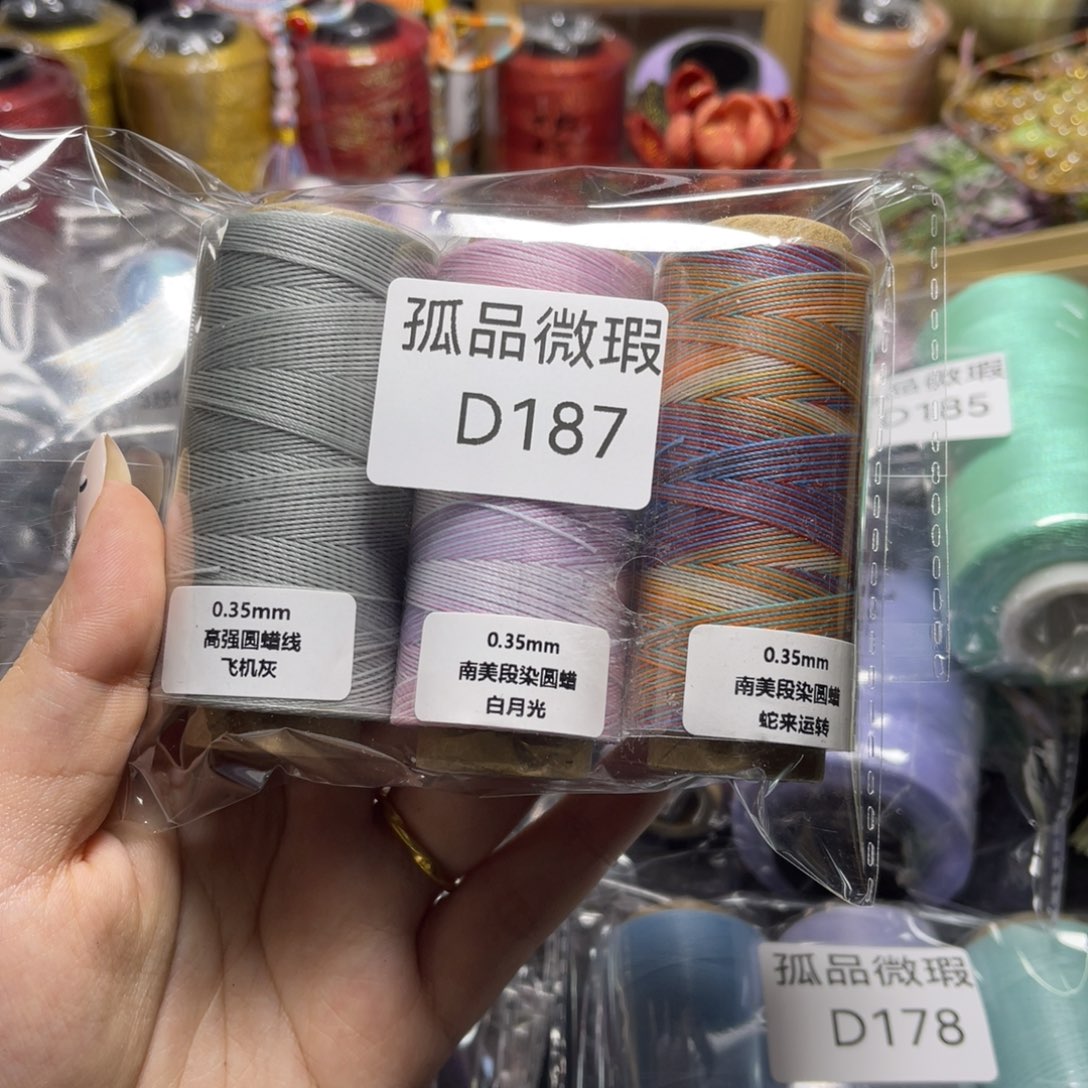 孤品微瑕
D187
0.35mm
高强圆蜡线
飞机灰
0.35mm
南美段染圆蜡
白月光
0.35mm
南美段染圆蜡
蛇来运转
品微瑕
D185
孤品微瑕
D178